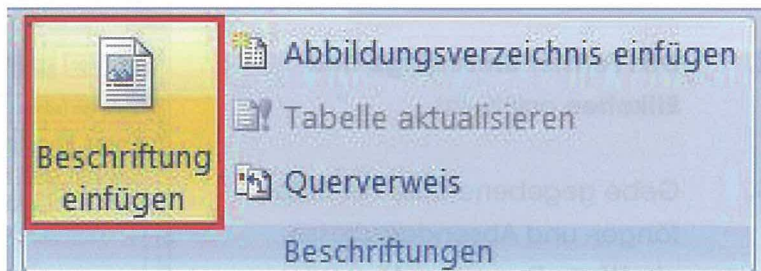 Beschriftung
einfügen
Abbildungsverzeichnis einfügen
Tabelle aktualisieren
Querverweis
Beschriftungen